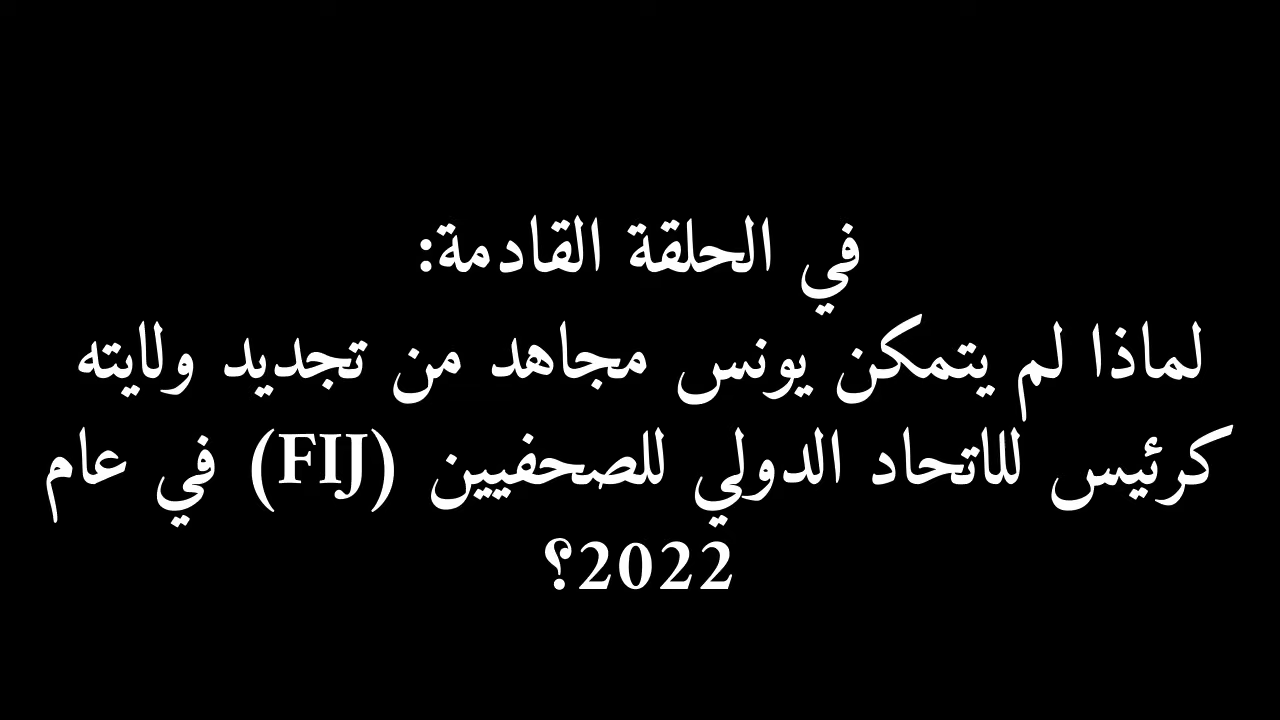 في الحلقة القادمة:
لماذا لم يتمكن يونس مجاهد من تجديد ولايته
كرئيس للاتحاد الدولي للصحفيين (FIJ) في عام
2022؟